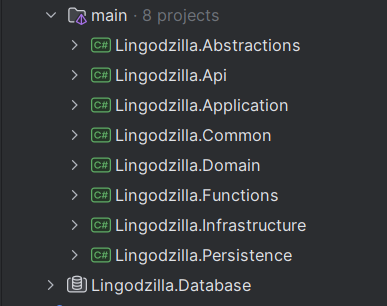 main · 8 projects
C# Lingodzilla.Abstractions
C# Lingodzilla.Api
C# Lingodzilla.Application
C# Lingodzilla.Common
C# Lingodzilla.Domain
C# Lingodzilla.Functions
C# Lingodzilla.Infrastructure
C# Lingodzilla.Persistence
Lingodzilla.Database